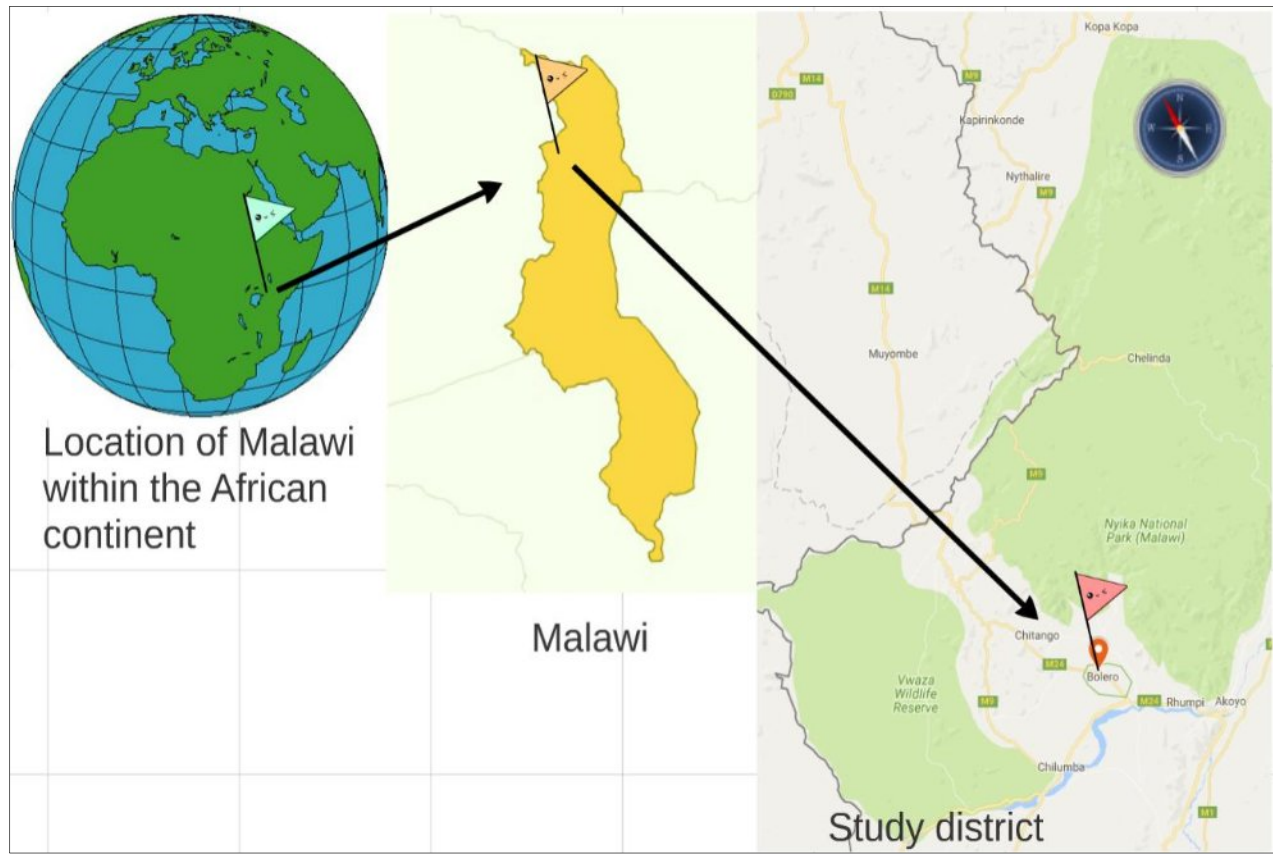 Location of Malawi
within the African
continent
Malawi
Kopa Kopa
M14
D790
M9
Kapirinkonde
N
W
E
S
Nythalire
M9
M14
Muyombe
Chelinda
M9
Nyika National
Park (Malawi)
Chitango
M24
Bolero
Vwaza
Wildlife
Reserve
M9
M24
Rhumpi
Akoyo
Chilumba
M1
Study district